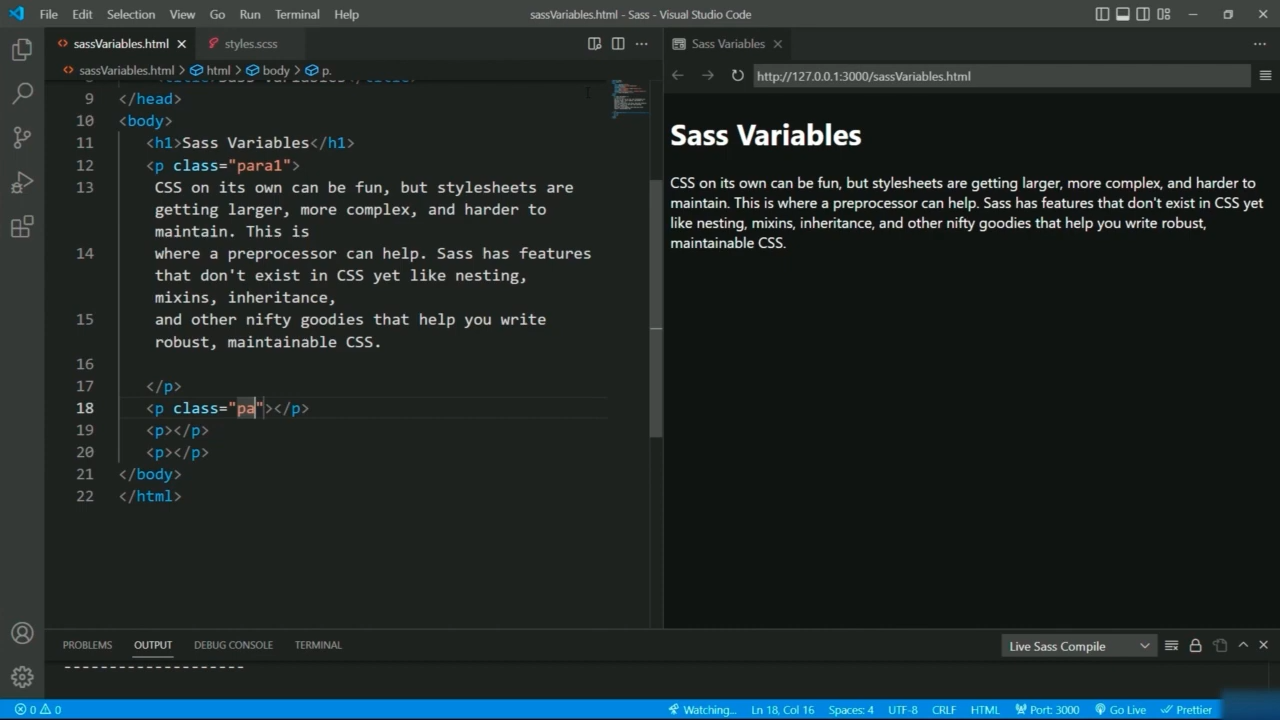 File Edit Selection View Go Run Terminal Help
sassVariables.html - Sass - Visual Studio Code
sassVariables.html
styles.scss
sassVariables.html > html > body > p.
8 <title>Sass Variables</title>
9 </head>
10 <body>
11 <h1>Sass Variables</h1>
12 <p class="para1">
13 CSS on its own can be fun, but stylesheets are
getting larger, more complex, and harder to
maintain. This is
14 where a preprocessor can help. Sass has features
that don't exist in CSS yet like nesting,
mixins, inheritance,
15 and other nifty goodies that help you write
robust, maintainable CSS.
16
17 </p>
18 <p class="pa"></p>
19 <p></p>
20 <p></p>
21 </body>
22 </html>
Sass Variables
http://127.0.0.1:3000/sassVariables.html
Sass Variables
CSS on its own can be fun, but stylesheets are getting larger, more complex, and harder to
maintain. This is where a preprocessor can help. Sass has features that don't exist in CSS yet
like nesting, mixins, inheritance, and other nifty goodies that help you write robust,
maintainable CSS.
PROBLEMS OUTPUT DEBUG CONSOLE TERMINAL
Live Sass Compile
--------------------
0 0
Watching... Ln 18, Col 16 Spaces: 4 UTF-8 CRLF HTML Port: 3000 Go Live Prettier